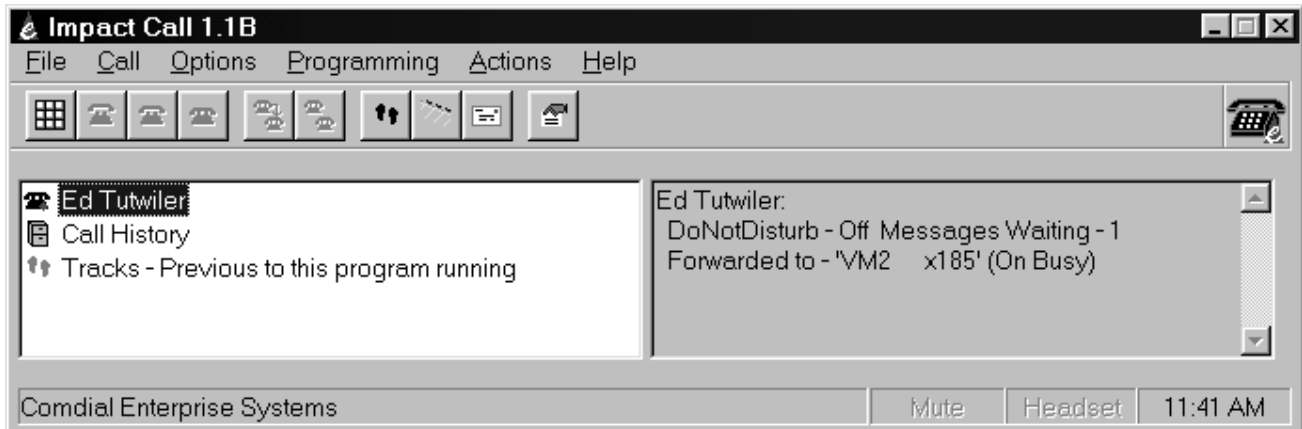 Impact Call 1.1B
File Call Options Programming Actions Help
Ed Tutwiler
Call History
Tracks - Previous to this program running
Ed Tutwiler:
DoNotDisturb - Off Messages Waiting - 1
Forwarded to - 'VM2 x185' (On Busy)
Comdial Enterprise Systems
Mute
Headset
11:41 AM